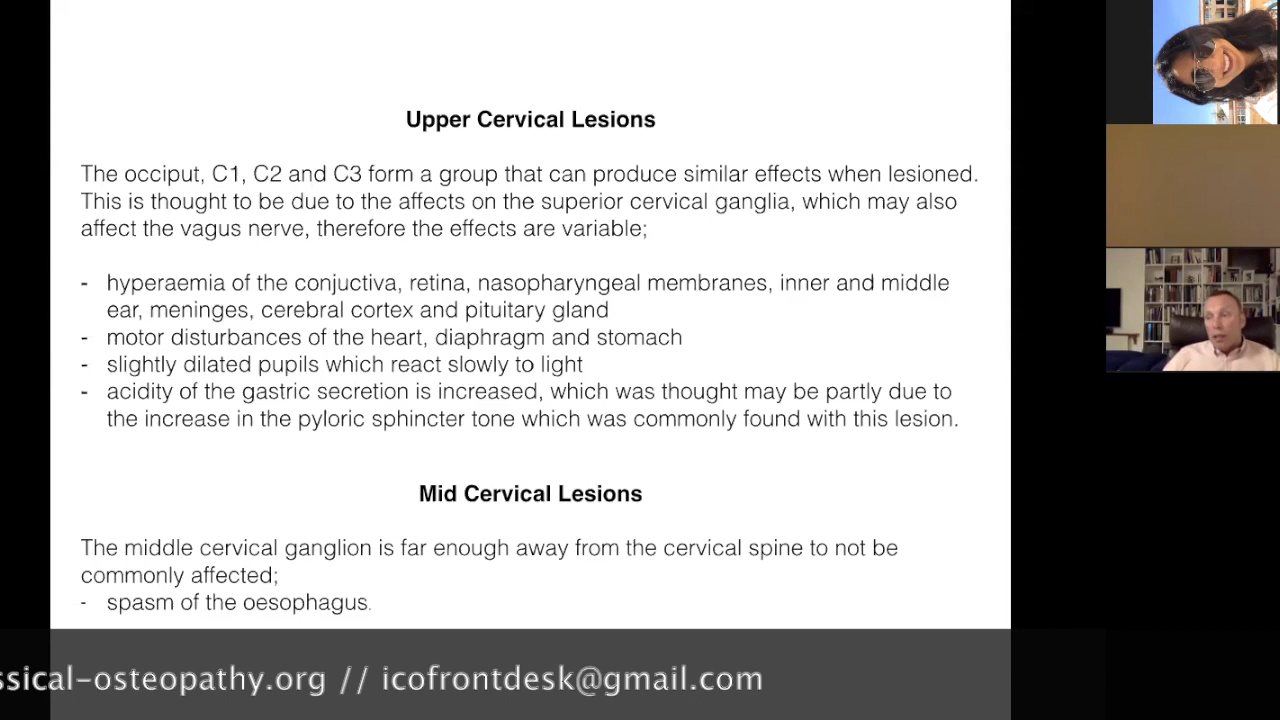 Upper Cervical Lesions
The occiput, C1, C2 and C3 form a group that can produce similar effects when lesioned.
This is thought to be due to the affects on the superior cervical ganglia, which may also
affect the vagus nerve, therefore the effects are variable;
- hyperaemia of the conjuctiva, retina, nasopharyngeal membranes, inner and middle
ear, meninges, cerebral cortex and pituitary gland
- motor disturbances of the heart, diaphragm and stomach
- slightly dilated pupils which react slowly to light
- acidity of the gastric secretion is increased, which was thought may be partly due to
the increase in the pyloric sphincter tone which was commonly found with this lesion.
Mid Cervical Lesions
The middle cervical ganglion is far enough away from the cervical spine to not be
commonly affected;
- spasm of the oesophagus.
ssical-osteopathy.org // icofrontdesk@gmail.com